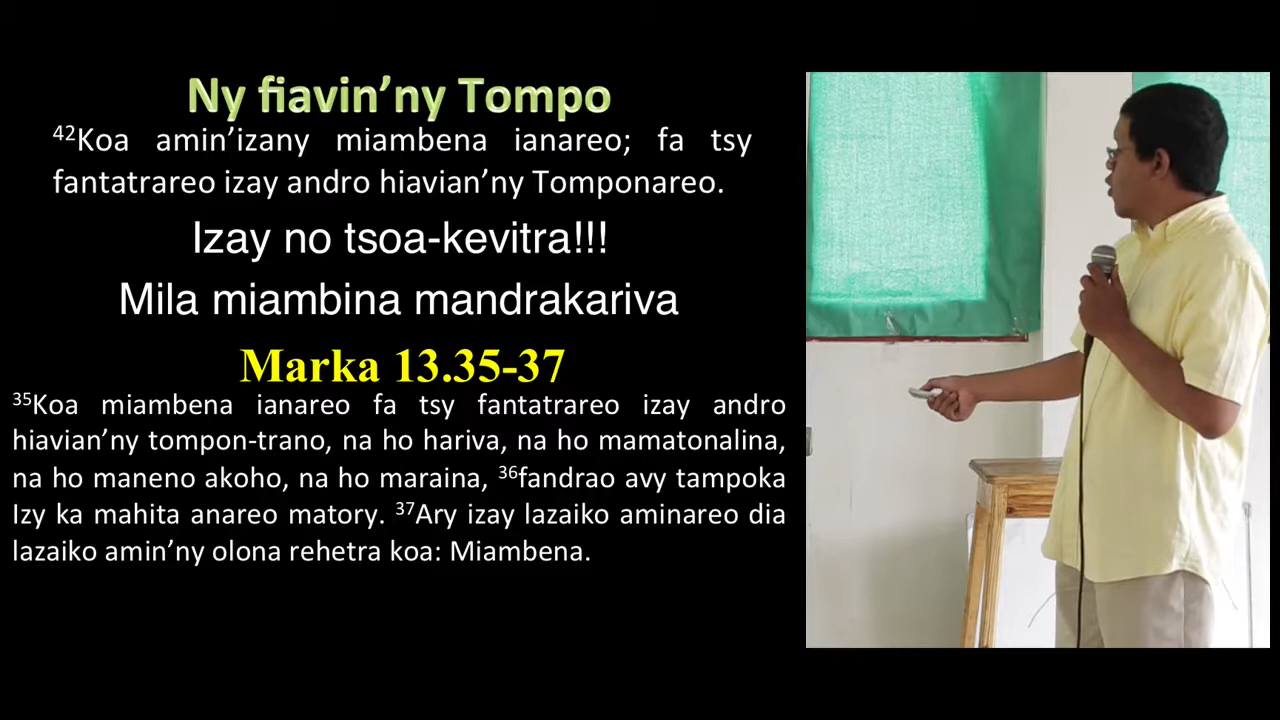 Ny fiavin’ny Tompo
⁴²Koa amin’izany miambena ianareo; fa tsy
fantatrareo izay andro hiavian’ny Tomponareo.
Izay no tsoa-kevitra!!!
Mila miambina mandrakariva
Marka 13.35-37
³⁵Koa miambena ianareo fa tsy fantatrareo izay andro
hiavian’ny tompon-trano, na ho hariva, na ho mamatonalina,
na ho maneno akoho, na ho maraina, ³⁶fandrao avy tampoka
Izy ka mahita anareo matory. ³⁷Ary izay lazaiko aminareo dia
lazaiko amin’ny olona rehetra koa: Miambena.